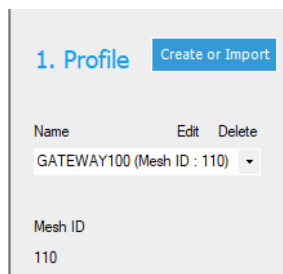 1. Profile Create or Import
Name Edit Delete
GATEWAY100 (Mesh ID : 110)
Mesh ID
110